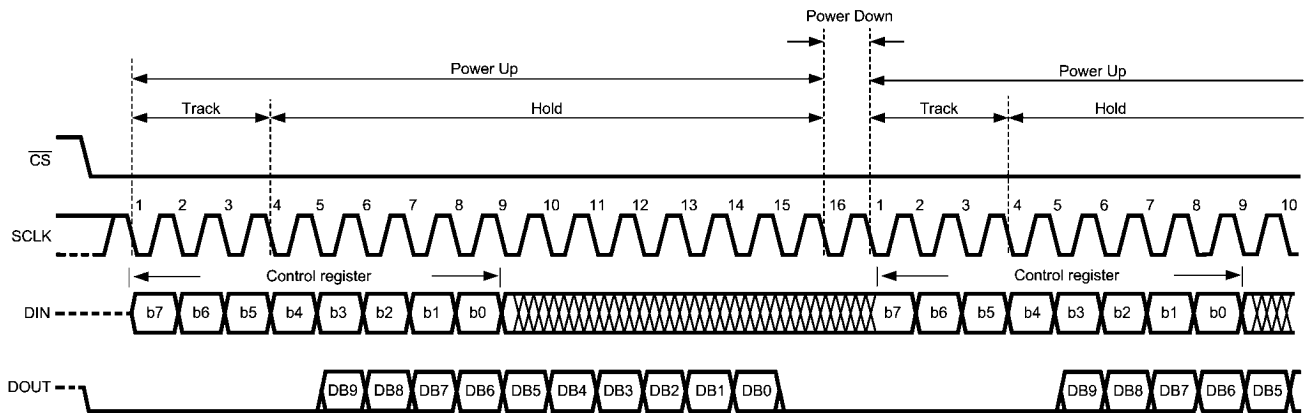 Power Down
Power Up Power Up
Track Hold Track Hold
CS
1 2 3 4 5 6 7 8 9 10 11 12 13 14 15 16 1 2 3 4 5 6 7 8 9 10
SCLK
Control register Control register
DIN b7 b6 b5 b4 b3 b2 b1 b0 b7 b6 b5 b4 b3 b2 b1 b0
DOUT DB9 DB8 DB7 DB6 DB5 DB4 DB3 DB2 DB1 DB0 DB9 DB8 DB7 DB6 DB5